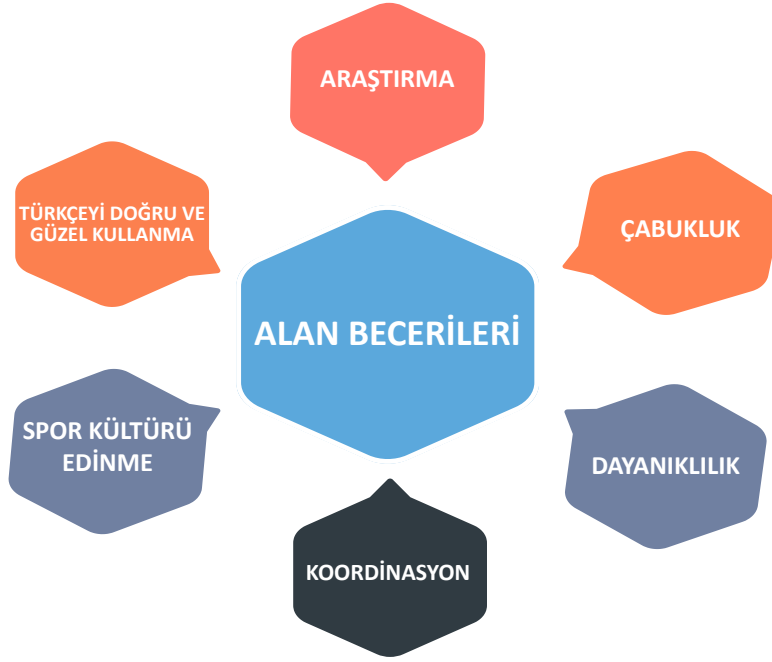 ARAŞTIRMA
TÜRKÇEYİ DOĞRU VE
GÜZEL KULLANMA
ÇABUKLUK
ALAN BECERİLERİ
SPOR KÜLTÜRÜ
EDİNME
DAYANIKLILIK
KOORDİNASYON